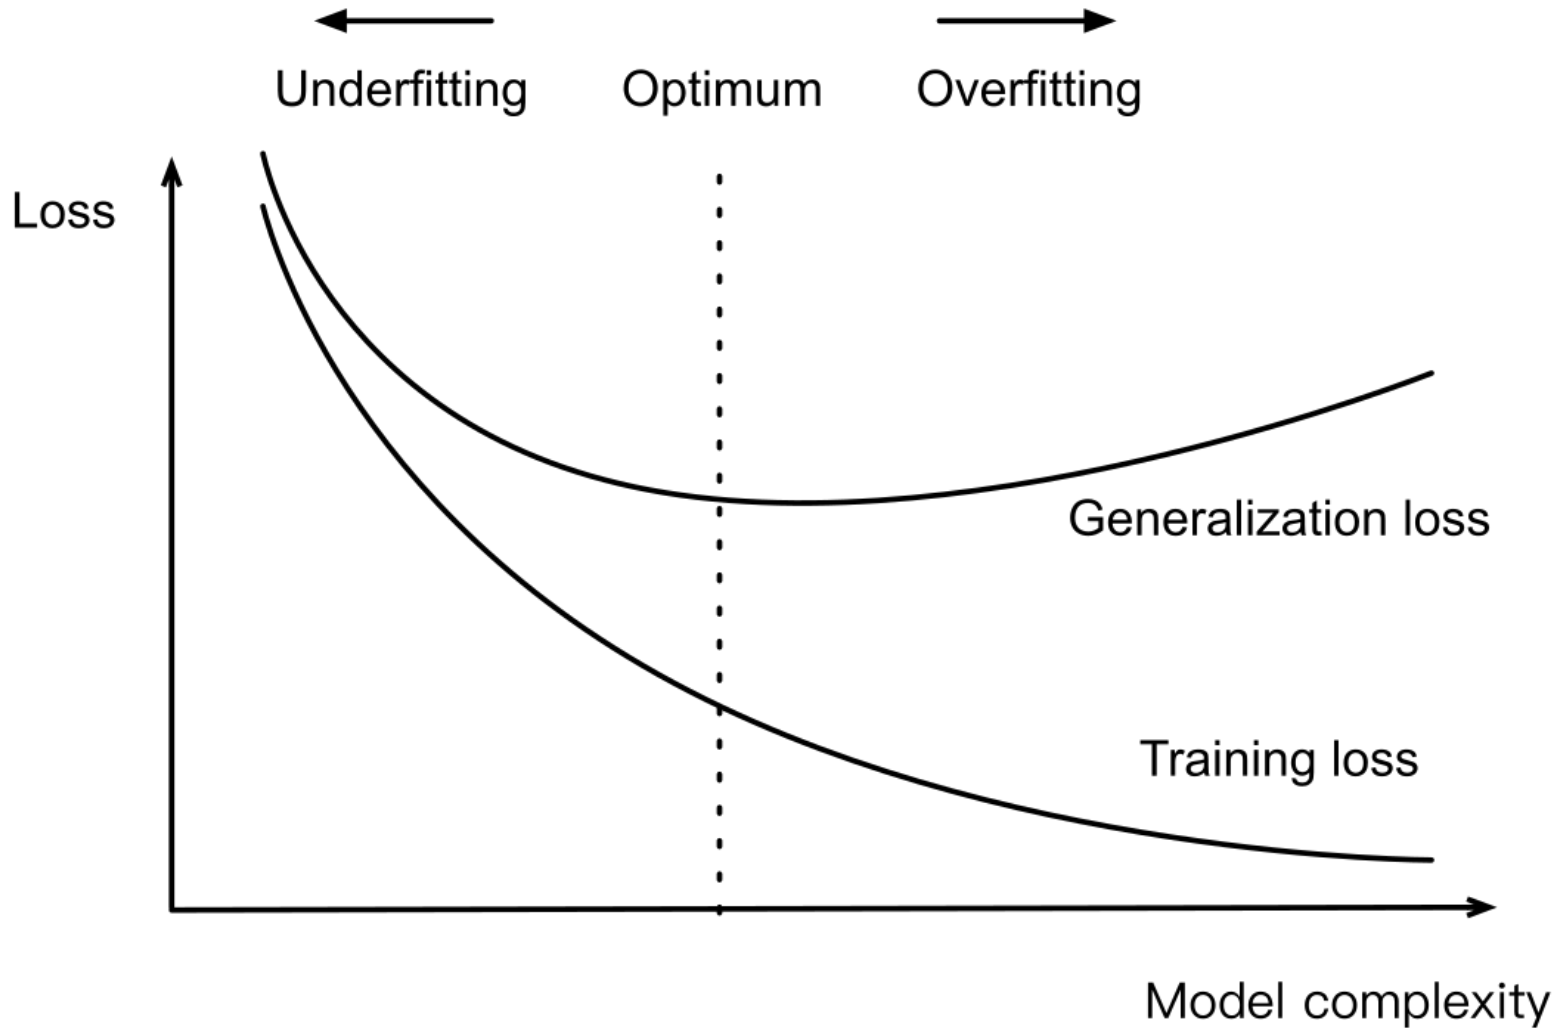 Underfitting
Optimum
Overfitting
Loss
Generalization loss
Training loss
Model complexity